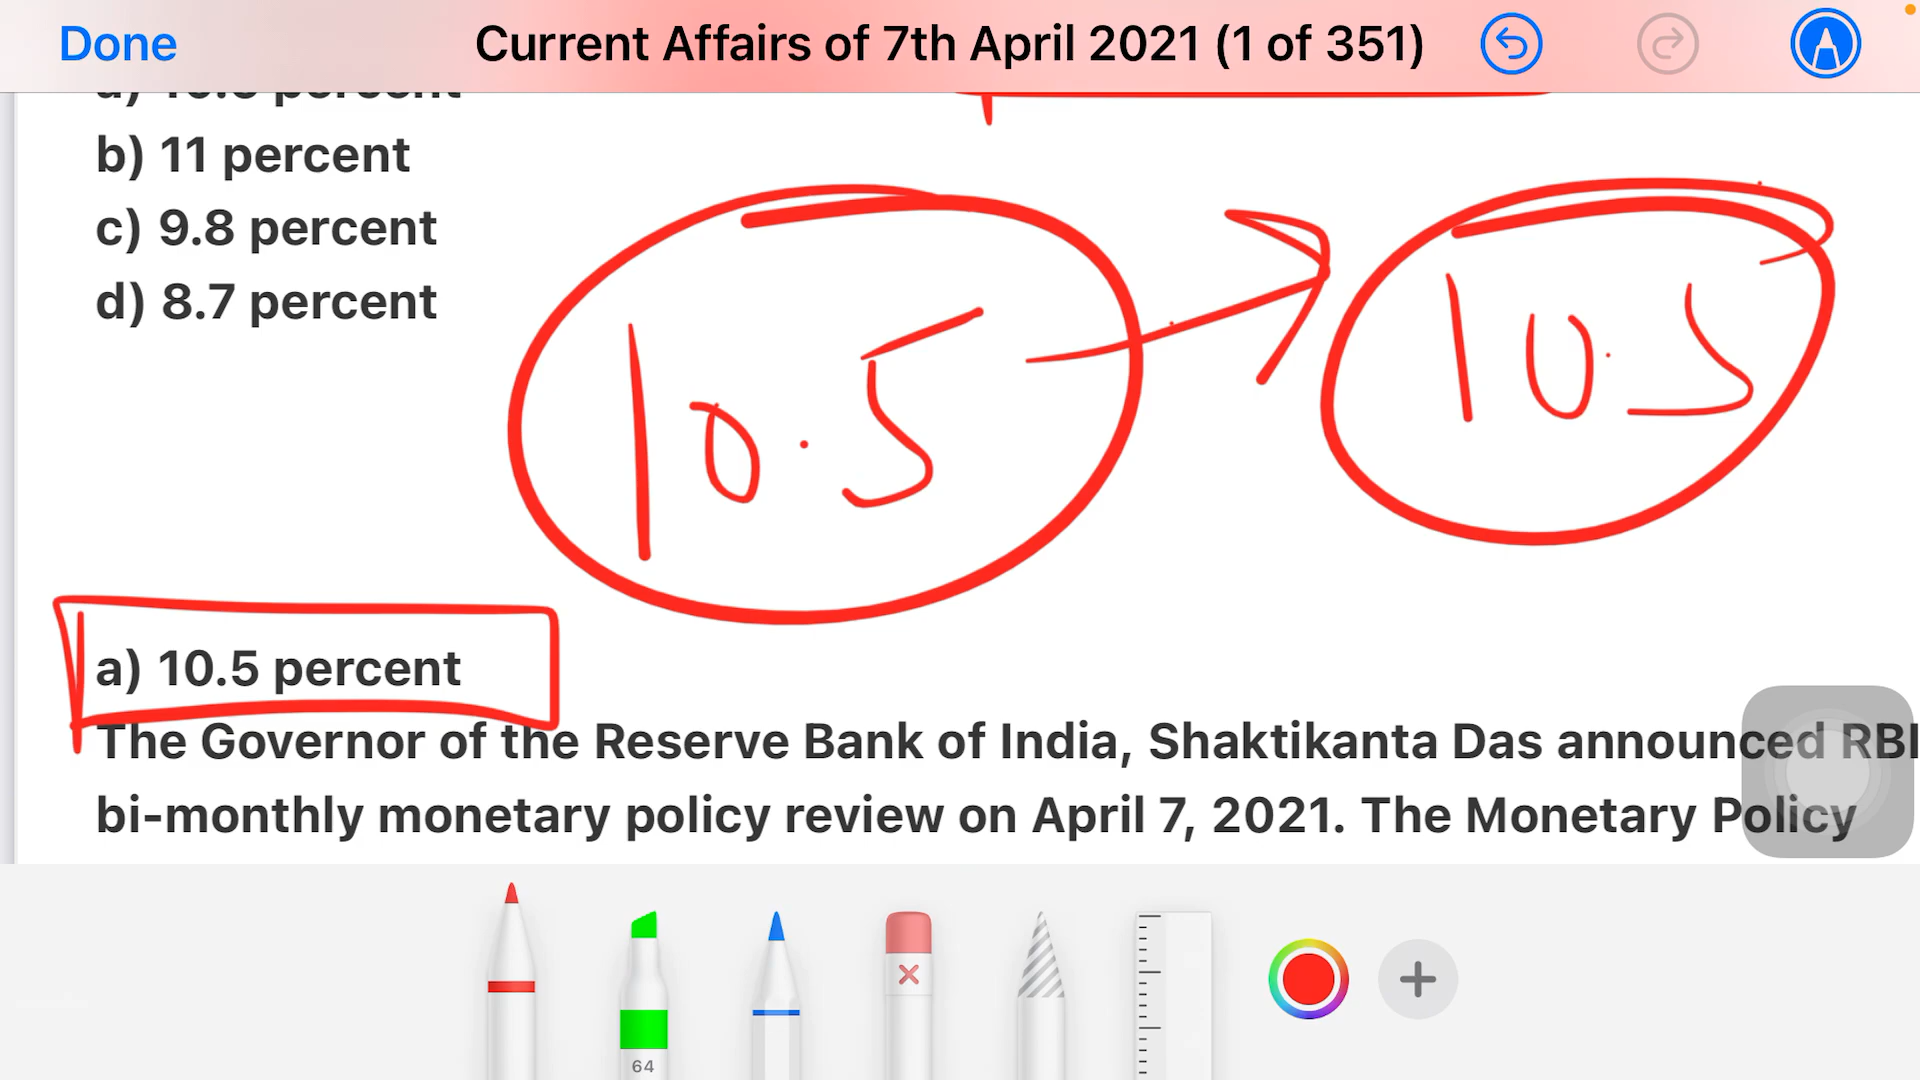 Done
Current Affairs of 7th April 2021 (1 of 351)
b) 11 percent
c) 9.8 percent
d) 8.7 percent
10.5
10.5
a) 10.5 percent
The Governor of the Reserve Bank of India, Shaktikanta Das announced RBI
bi-monthly monetary policy review on April 7, 2021. The Monetary Policy
64